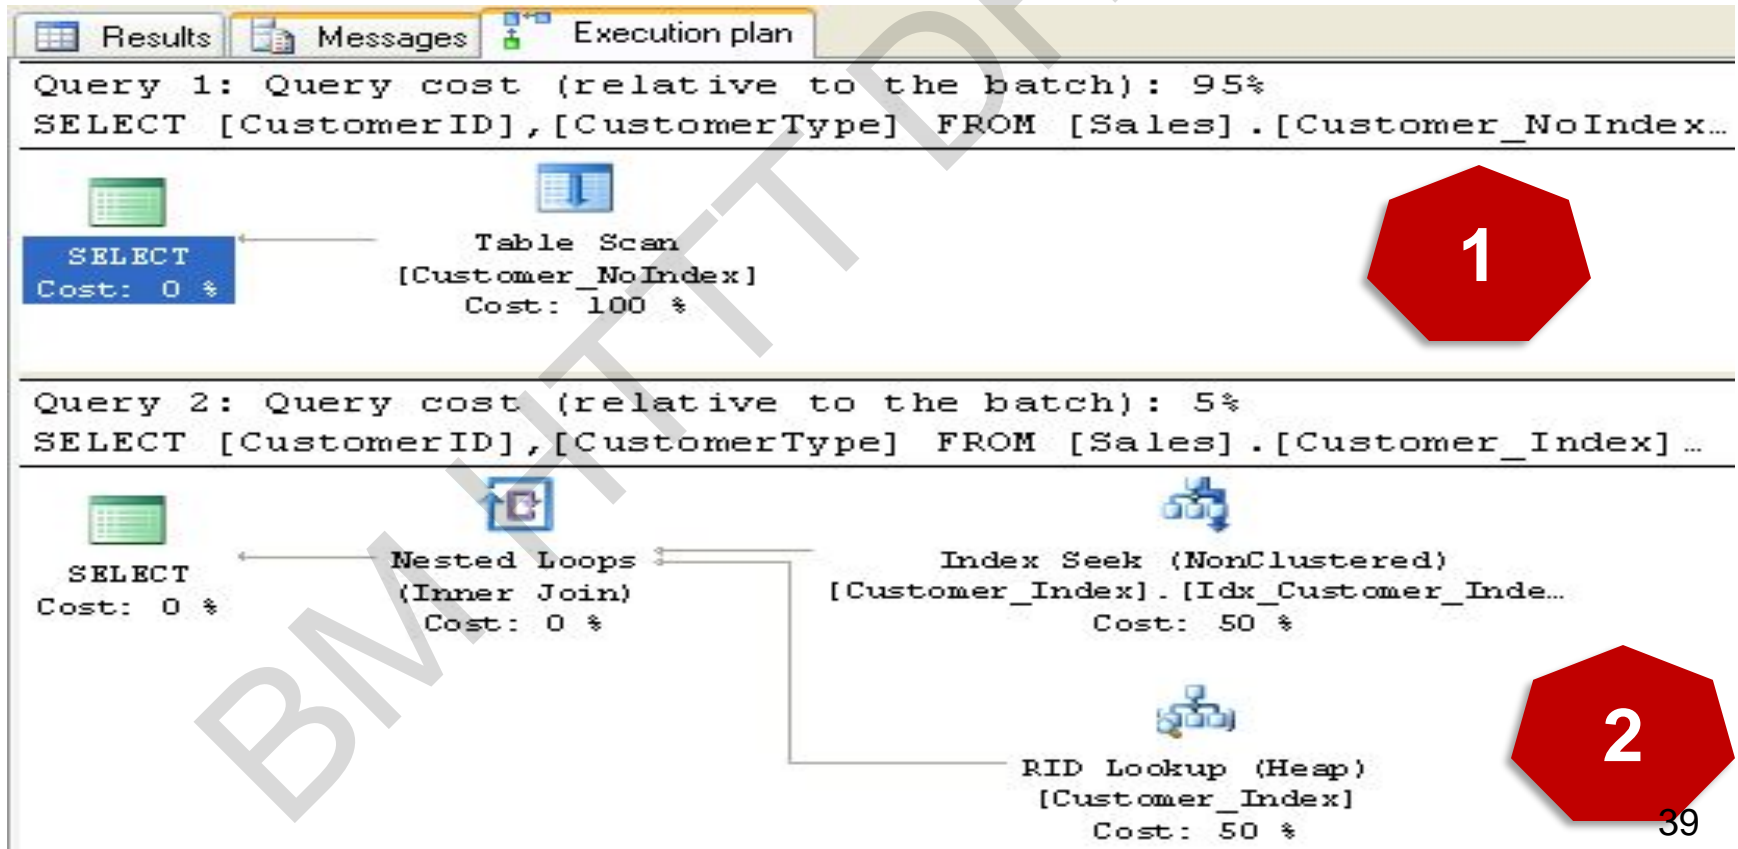 Results Messages Execution plan
Query 1: Query cost (relative to the batch): 95%
SELECT [CustomerID],[CustomerType] FROM [Sales].[Customer_NoIndex…
SELECT
Cost: 0 %
Table Scan
[Customer_NoIndex]
Cost: 100 %
1
Query 2: Query cost (relative to the batch): 5%
SELECT [CustomerID],[CustomerType] FROM [Sales].[Customer_Index]…
SELECT
Cost: 0 %
Nested Loops
(Inner Join)
Cost: 0 %
Index Seek (NonClustered)
[Customer_Index].[Idx_Customer_Inde…
Cost: 50 %
RID Lookup (Heap)
[Customer_Index]
Cost: 50 %
2
39
BM HTTT